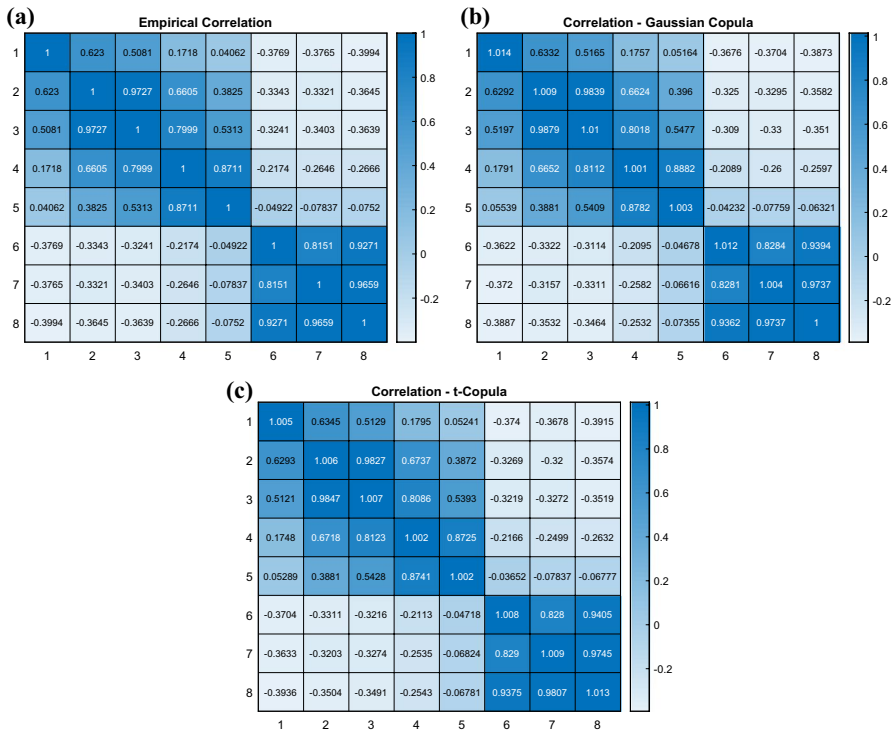 (a)
Empirical Correlation
1 1 0.623 0.5081 0.1718 0.04062 -0.3769 -0.3765 -0.3994
2 0.623 1 0.9727 0.6605 0.3825 -0.3343 -0.3321 -0.3645
3 0.5081 0.9727 1 0.7999 0.5313 -0.3241 -0.3403 -0.3639
4 0.1718 0.6605 0.7999 1 0.8711 -0.2174 -0.2646 -0.2666
5 0.04062 0.3825 0.5313 0.8711 1 -0.04922 -0.07837 -0.0752
6 -0.3769 -0.3343 -0.3241 -0.2174 -0.04922 1 0.8151 0.9271
7 -0.3765 -0.3321 -0.3403 -0.2646 -0.07837 0.8151 1 0.9659
8 -0.3994 -0.3645 -0.3639 -0.2666 -0.0752 0.9271 0.9659 1
1 2 3 4 5 6 7 8
1
0.8
0.6
0.4
0.2
0
-0.2
(b)
Correlation - Gaussian Copula
1 1.014 0.6332 0.5165 0.1757 0.05164 -0.3676 -0.3704 -0.3873
2 0.6292 1.009 0.9839 0.6624 0.396 -0.325 -0.3295 -0.3582
3 0.5197 0.9879 1.01 0.8018 0.5477 -0.309 -0.33 -0.351
4 0.1791 0.6652 0.8112 1.001 0.8882 -0.2089 -0.26 -0.2597
5 0.05539 0.3881 0.5409 0.8782 1.003 -0.04232 -0.07759 -0.06321
6 -0.3622 -0.3322 -0.3114 -0.2095 -0.04678 1.012 0.8284 0.9394
7 -0.372 -0.3157 -0.3311 -0.2582 -0.06616 0.8281 1.004 0.9737
8 -0.3887 -0.3532 -0.3464 -0.2532 -0.07355 0.9362 0.9737 1
1 2 3 4 5 6 7 8
1
0.8
0.6
0.4
0.2
0
-0.2
(c)
Correlation - t-Copula
1 1.005 0.6345 0.5129 0.1795 0.05241 -0.374 -0.3678 -0.3915
2 0.6293 1.006 0.9827 0.6737 0.3872 -0.3269 -0.32 -0.3574
3 0.5121 0.9847 1.007 0.8086 0.5393 -0.3219 -0.3272 -0.3519
4 0.1748 0.6718 0.8123 1.002 0.8725 -0.2166 -0.2499 -0.2632
5 0.05289 0.3881 0.5428 0.8741 1.002 -0.03652 -0.07837 -0.06777
6 -0.3704 -0.3311 -0.3216 -0.2113 -0.04718 1.008 0.828 0.9405
7 -0.3633 -0.3203 -0.3274 -0.2535 -0.06824 0.829 1.009 0.9745
8 -0.3936 -0.3504 -0.3491 -0.2543 -0.06781 0.9375 0.9807 1.013
1 2 3 4 5 6 7 8
1
0.8
0.6
0.4
0.2
0
-0.2